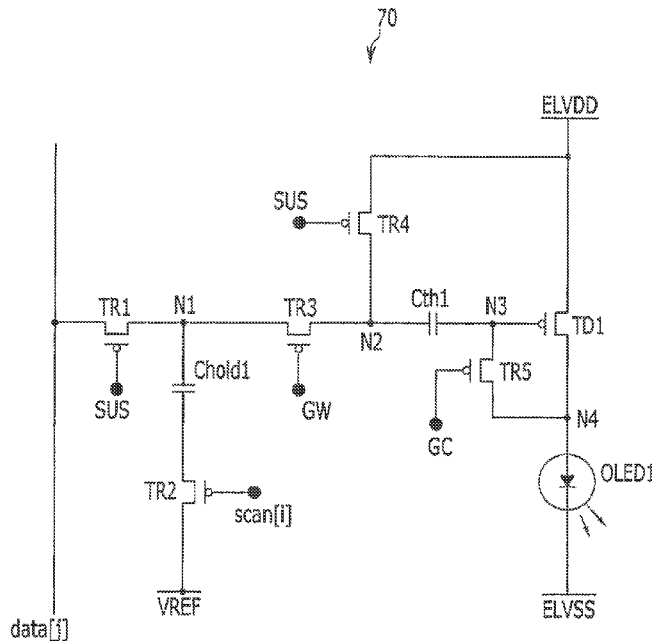 70
ELVDD
SUS
TR4
TR1
N1
TR3
Cth1
N3
N2
TD1
Chold1
TR5
SUS
GW
GC
N4
TR2
scan[i]
OLED1
VREF
ELVSS
data[j]